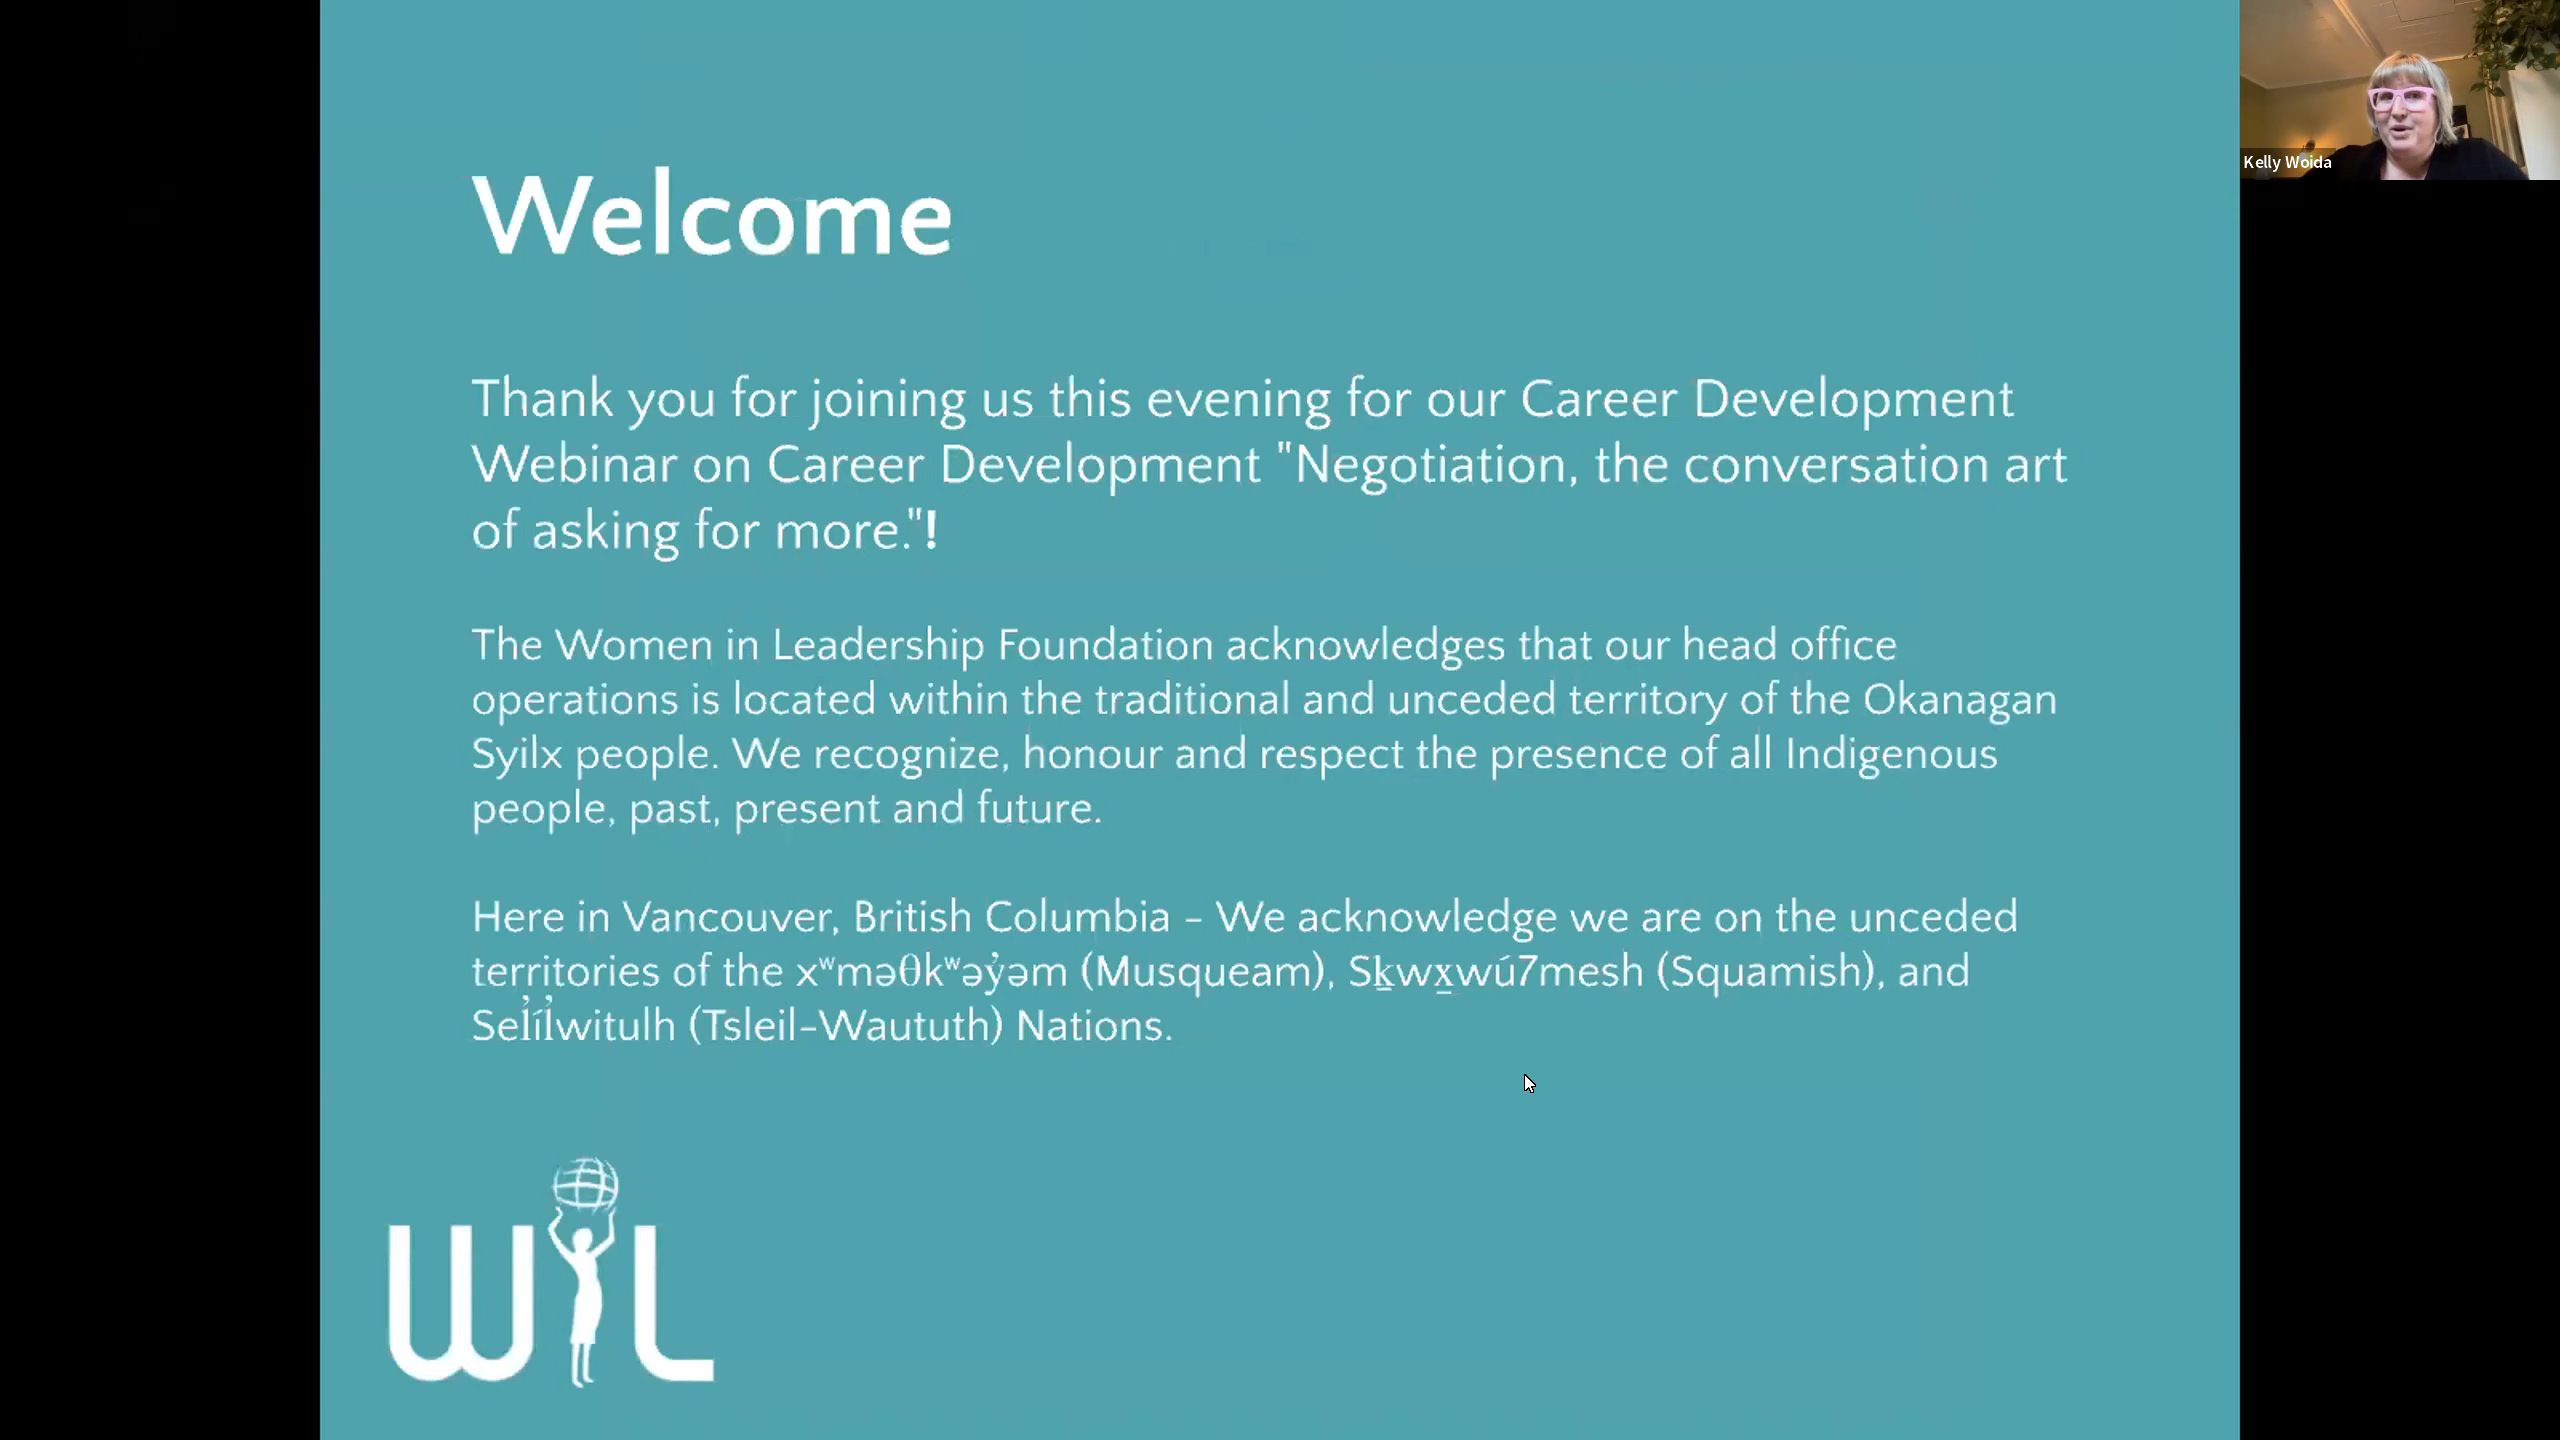 Welcome
Thank you for joining us this evening for our Career Development
Webinar on Career Development "Negotiation, the conversation art
of asking for more."!
The Women in Leadership Foundation acknowledges that our head office
operations is located within the traditional and unceded territory of the Okanagan
Syilx people. We recognize, honour and respect the presence of all Indigenous
people, past, present and future.
Here in Vancouver, British Columbia – We acknowledge we are on the unceded
territories of the xʷməθkʷəy̓əm (Musqueam), Sḵwx̱wú7mesh (Squamish), and
Sel̓íl̓witulh (Tsleil-Waututh) Nations.
WiL
Kelly Woida